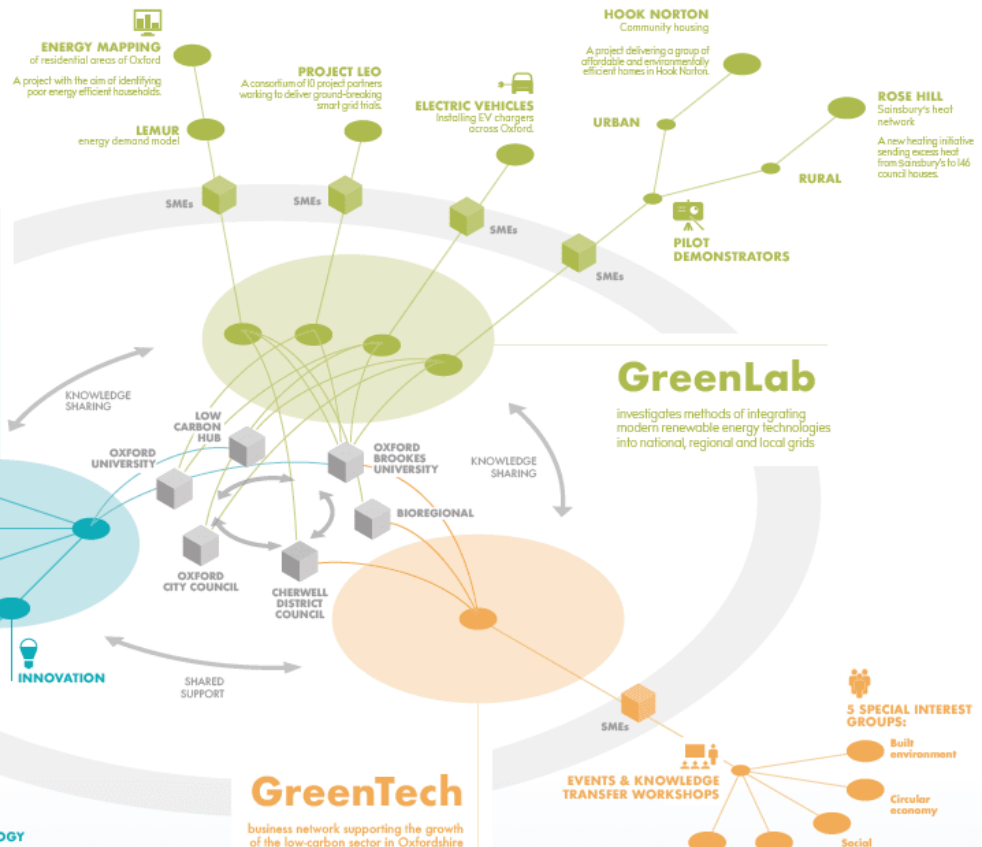 ENERGY MAPPING
of residential areas of Oxford
A project with the aim of identifying
poor energy efficient households.
LEMUR
energy demand model
PROJECT LEO
A consortium of 10 project partners
working to deliver ground-breaking
smart grid trials.
ELECTRIC VEHICLES
Installing EV chargers
across Oxford.
HOOK NORTON
Community housing
A project delivering a group of
affordable and environmentally
efficient homes in Hook Norton.
URBAN
ROSE HILL
Sainsbury's heat
network
A new heating initiative
sending excess heat
from Sainsbury's to 146
council houses.
RURAL
PILOT
DEMONSTRATORS
SMEs
SMEs
SMEs
SMEs
GreenLab
investigates methods of integrating
modern renewable energy technologies
into national, regional and local grids
KNOWLEDGE
SHARING
LOW
CARBON
HUB
OXFORD
UNIVERSITY
OXFORD
BROOKES
UNIVERSITY
KNOWLEDGE
SHARING
BIOREGIONAL
OXFORD
CITY COUNCIL
CHERWELL
DISTRICT
COUNCIL
INNOVATION
SHARED
SUPPORT
SMEs
5 SPECIAL INTEREST
GROUPS:
Built
environment
Circular
economy
Social
EVENTS & KNOWLEDGE
TRANSFER WORKSHOPS
GreenTech
business network supporting the growth
of the low-carbon sector in Oxfordshire
OGY